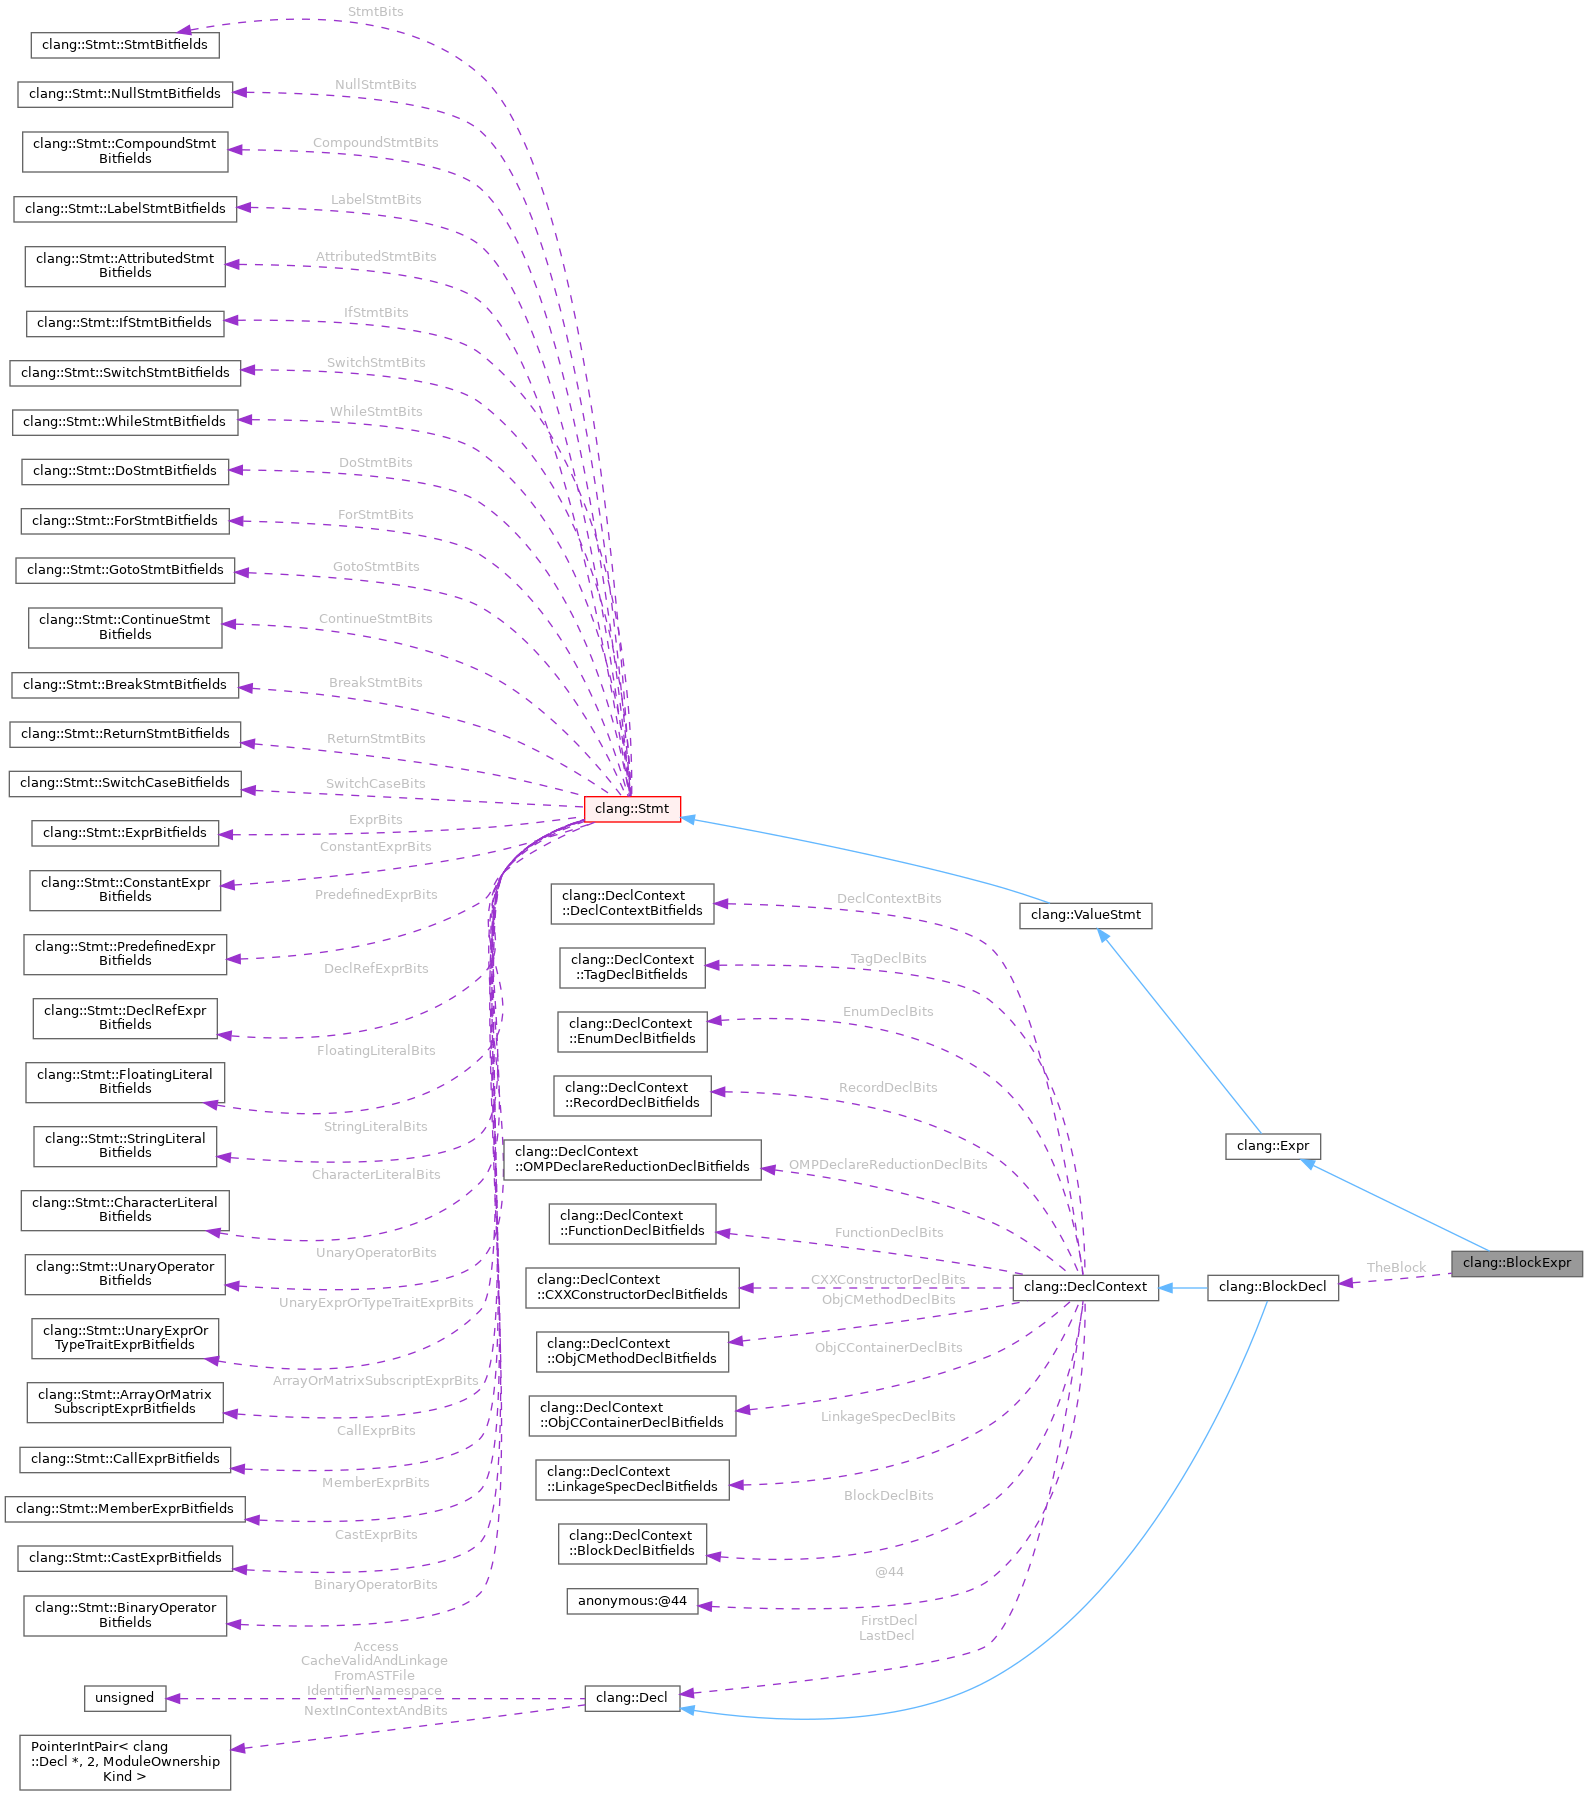 StmtBits
clang::Stmt::StmtBitfields
NullStmtBits
clang::Stmt::NullStmtBitfields
CompoundStmtBits
clang::Stmt::CompoundStmt
Bitfields
LabelStmtBits
clang::Stmt::LabelStmtBitfields
AttributedStmtBits
clang::Stmt::AttributedStmt
Bitfields
IfStmtBits
clang::Stmt::IfStmtBitfields
SwitchStmtBits
clang::Stmt::SwitchStmtBitfields
WhileStmtBits
clang::Stmt::WhileStmtBitfields
DoStmtBits
clang::Stmt::DoStmtBitfields
ForStmtBits
clang::Stmt::ForStmtBitfields
GotoStmtBits
clang::Stmt::GotoStmtBitfields
ContinueStmtBits
clang::Stmt::ContinueStmt
Bitfields
BreakStmtBits
clang::Stmt::BreakStmtBitfields
ReturnStmtBits
clang::Stmt::ReturnStmtBitfields
SwitchCaseBits
clang::Stmt::SwitchCaseBitfields
ExprBits
clang::Stmt::ExprBitfields
ConstantExprBits
clang::Stmt::ConstantExpr
Bitfields
PredefinedExprBits
clang::Stmt::PredefinedExpr
Bitfields
DeclRefExprBits
clang::Stmt::DeclRefExpr
Bitfields
FloatingLiteralBits
clang::Stmt::FloatingLiteral
Bitfields
StringLiteralBits
clang::Stmt::StringLiteral
Bitfields
CharacterLiteralBits
clang::Stmt::CharacterLiteral
Bitfields
UnaryOperatorBits
clang::Stmt::UnaryOperator
Bitfields
UnaryExprOrTypeTraitExprBits
clang::Stmt::UnaryExprOr
TypeTraitExprBitfields
ArrayOrMatrixSubscriptExprBits
clang::Stmt::ArrayOrMatrix
SubscriptExprBitfields
CallExprBits
clang::Stmt::CallExprBitfields
MemberExprBits
clang::Stmt::MemberExprBitfields
CastExprBits
clang::Stmt::CastExprBitfields
BinaryOperatorBits
clang::Stmt::BinaryOperator
Bitfields
Access
CacheValidAndLinkage
FromASTFile
IdentifierNamespace
unsigned
NextInContextAndBits
PointerIntPair< clang
::Decl *, 2, ModuleOwnership
Kind >
clang::Stmt
clang::DeclContext
::DeclContextBitfields
DeclContextBits
clang::DeclContext
::TagDeclBitfields
TagDeclBits
clang::DeclContext
::EnumDeclBitfields
EnumDeclBits
clang::DeclContext
::RecordDeclBitfields
RecordDeclBits
clang::DeclContext
::OMPDeclareReductionDeclBitfields
OMPDeclareReductionDeclBits
clang::DeclContext
::FunctionDeclBitfields
FunctionDeclBits
clang::DeclContext
::CXXConstructorDeclBitfields
CXXConstructorDeclBits
clang::DeclContext
::ObjCMethodDeclBitfields
ObjCMethodDeclBits
clang::DeclContext
::ObjCContainerDeclBitfields
ObjCContainerDeclBits
clang::DeclContext
::LinkageSpecDeclBitfields
LinkageSpecDeclBits
clang::DeclContext
::BlockDeclBitfields
BlockDeclBits
anonymous:@44
@44
FirstDecl
LastDecl
clang::Decl
clang::ValueStmt
clang::Expr
clang::DeclContext
clang::BlockDecl
TheBlock
clang::BlockExpr